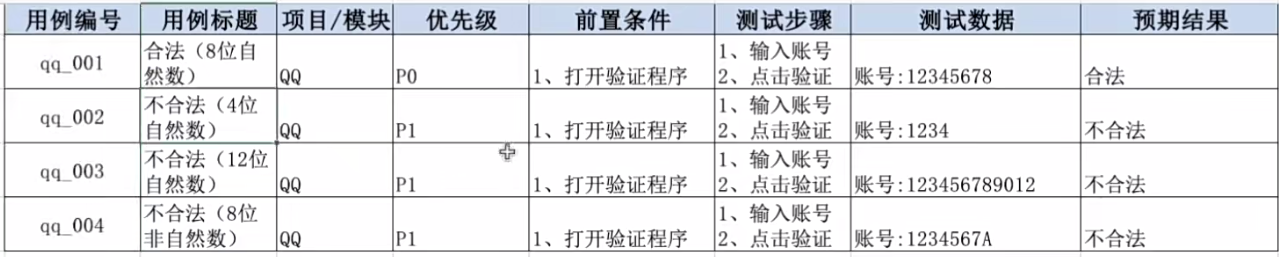 用例编号 用例标题 项目/模块 优先级 前置条件 测试步骤 测试数据 预期结果
qq_001 合法（8位自然数） QQ P0 1、打开验证程序 1、输入账号 2、点击验证 账号:12345678 合法
qq_002 不合法（4位自然数） QQ P1 1、打开验证程序 1、输入账号 2、点击验证 账号:1234 不合法
qq_003 不合法（12位自然数） QQ P1 1、打开验证程序 1、输入账号 2、点击验证 账号:123456789012 不合法
qq_004 不合法（8位非自然数） QQ P1 1、打开验证程序 1、输入账号 2、点击验证 账号:1234567A 不合法